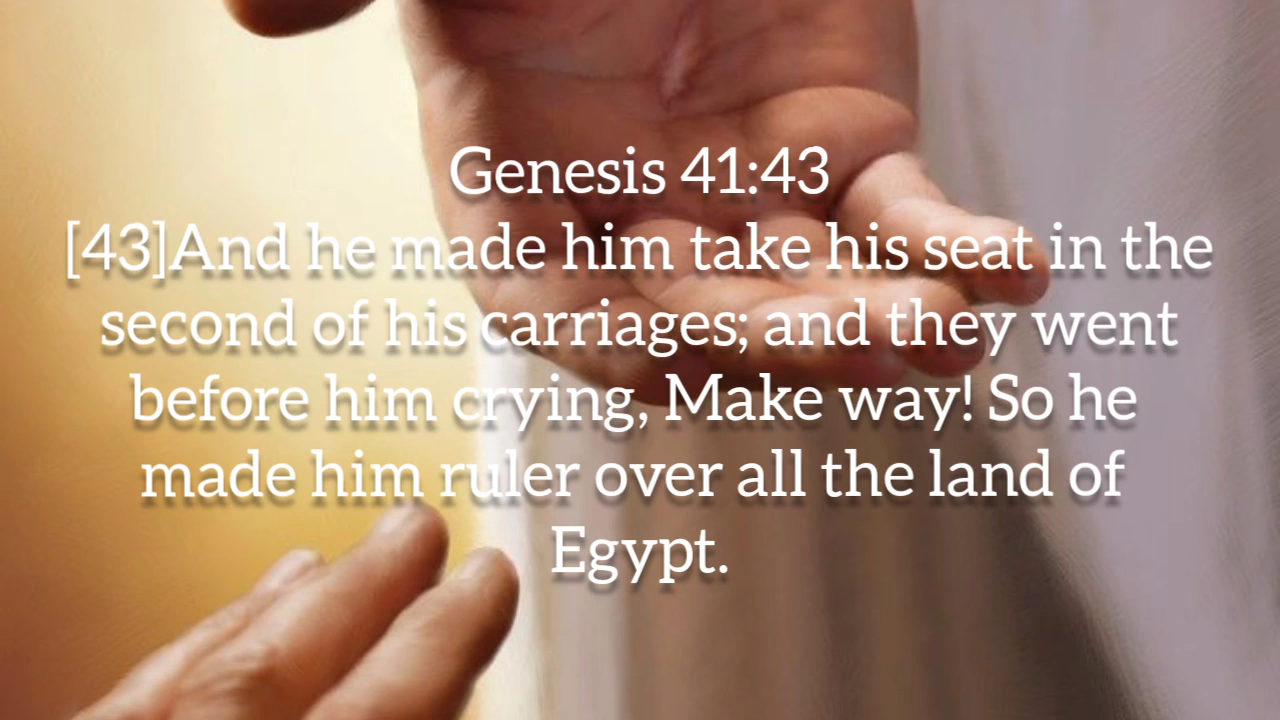 Genesis 41:43
[43]And he made him take his seat in the
second of his carriages; and they went
before him crying, Make way! So he
made him ruler over all the land of
Egypt.